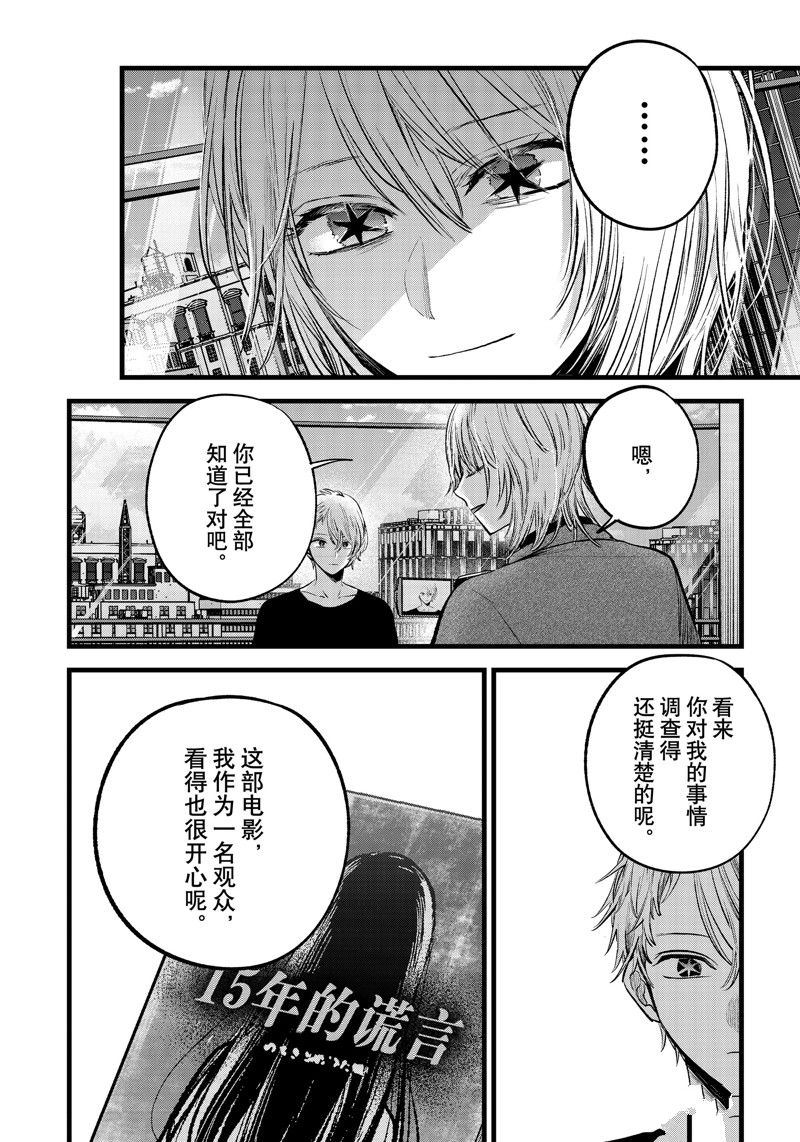 ……
嗯，
你已经全部
知道了对吧。
看来
你对我的事情
调查得
还挺清楚的呢。
这部电影，
我作为一名观众，
看得也很开心呢。
15年的谎言